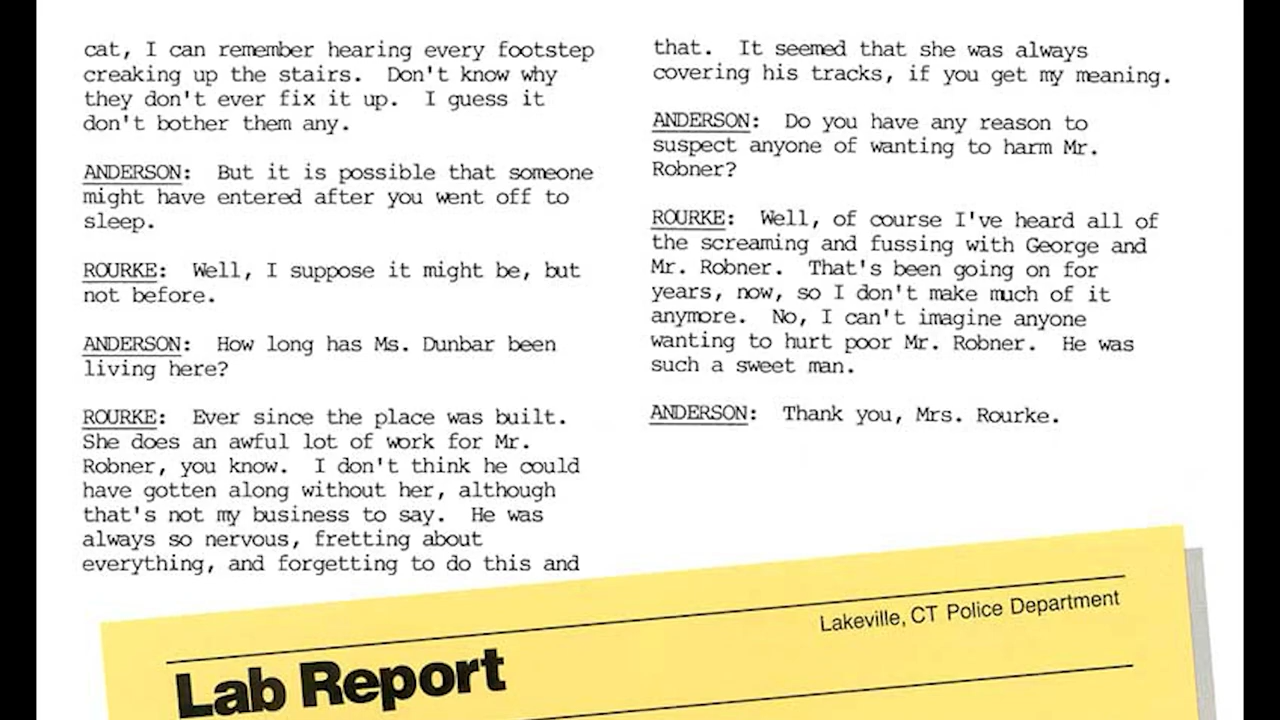 cat, I can remember hearing every footstep
creaking up the stairs.  Don't know why
they don't ever fix it up.  I guess it
don't bother them any.
ANDERSON:  But it is possible that someone
might have entered after you went off to
sleep.
ROURKE:  Well, I suppose it might be, but
not before.
ANDERSON:  How long has Ms. Dunbar been
living here?
ROURKE:  Ever since the place was built.
She does an awful lot of work for Mr.
Robner, you know.  I don't think he could
have gotten along without her, although
that's not my business to say.  He was
always so nervous, fretting about
everything, and forgetting to do this and
that.  It seemed that she was always
covering his tracks, if you get my meaning.
ANDERSON:  Do you have any reason to
suspect anyone of wanting to harm Mr.
Robner?
ROURKE:  Well, of course I've heard all of
the screaming and fussing with George and
Mr. Robner.  That's been going on for
years, now, so I don't make much of it
anymore.  No, I can't imagine anyone
wanting to hurt poor Mr. Robner.  He was
such a sweet man.
ANDERSON:  Thank you, Mrs. Rourke.
Lakeville, CT Police Department
Lab Report